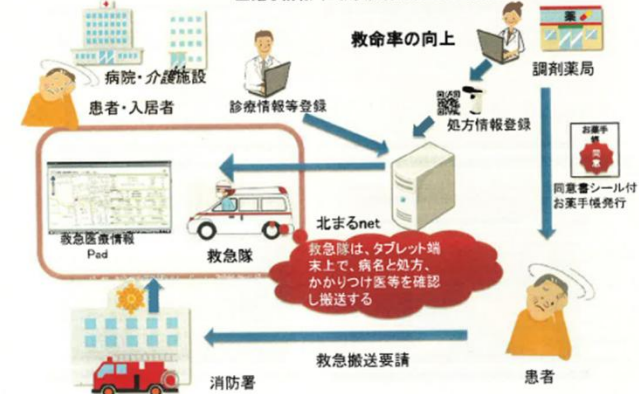 救命率の向上
病院・介護施設
患者・入居者
診療情報等登録
処方情報登録
薬
調剤薬局
お薬手帳
同意
同意書シール付
お薬手帳発行
北まるnet
救急医療情報
Pad
救急隊
救急隊は、タブレット端
末上で、病名と処方、
かかりつけ医等を確認
し搬送する
救急搬送要請
消防署
患者